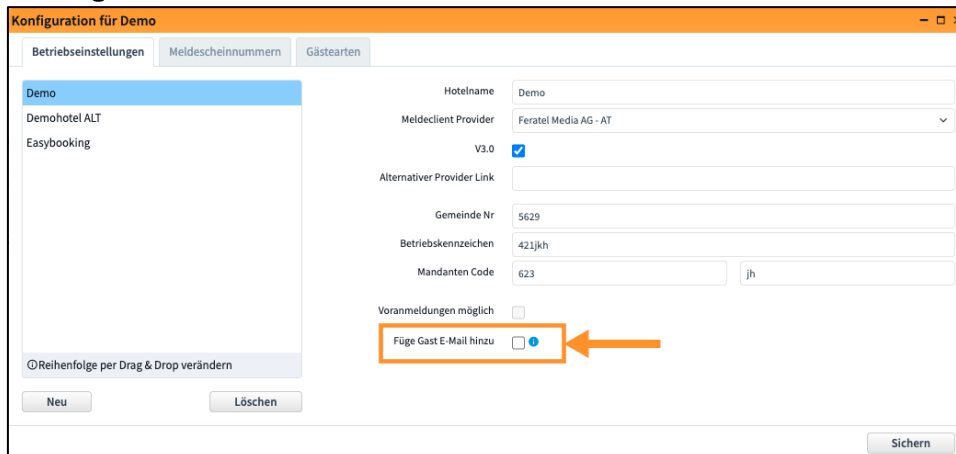 Konfiguration für Demo
Betriebseinstellungen Meldescheinnummern Gästearten
Demo
Demohotel ALT
Easybooking
Reihenfolge per Drag & Drop verändern
Neu Löschen
Hotelname Demo
Meldeclient Provider Feratel Media AG - AT
V3.0
Alternativer Provider Link
Gemeinde Nr 5629
Betriebskennzeichen 421jkh
Mandanten Code 623 jh
Voranmeldungen möglich
Füge Gast E-Mail hinzu
Sichern